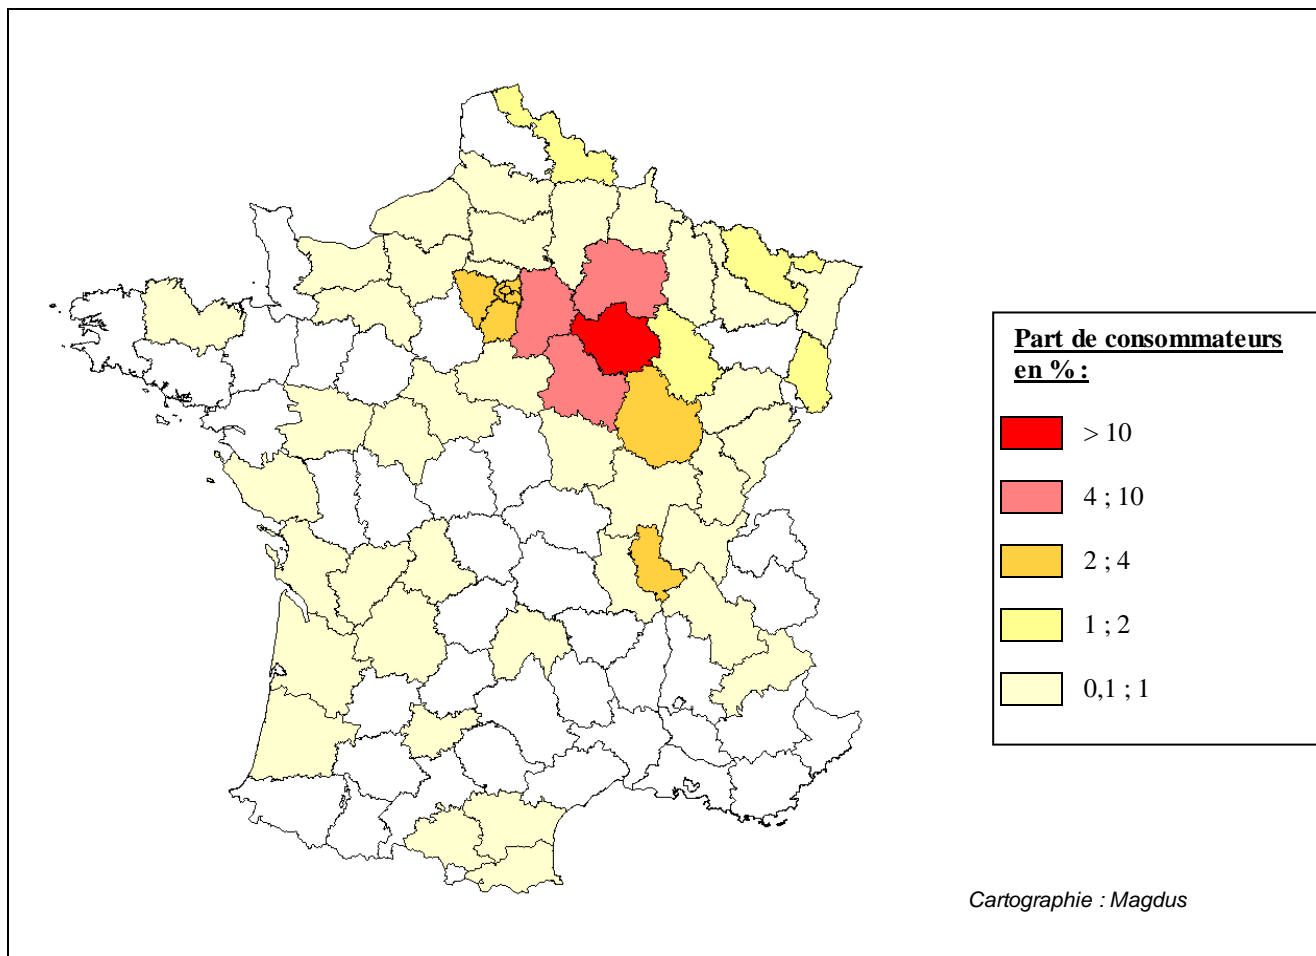 Part de consommateurs
en % :
> 10
4 ; 10
2 ; 4
1 ; 2
0,1 ; 1
Cartographie : Magdus